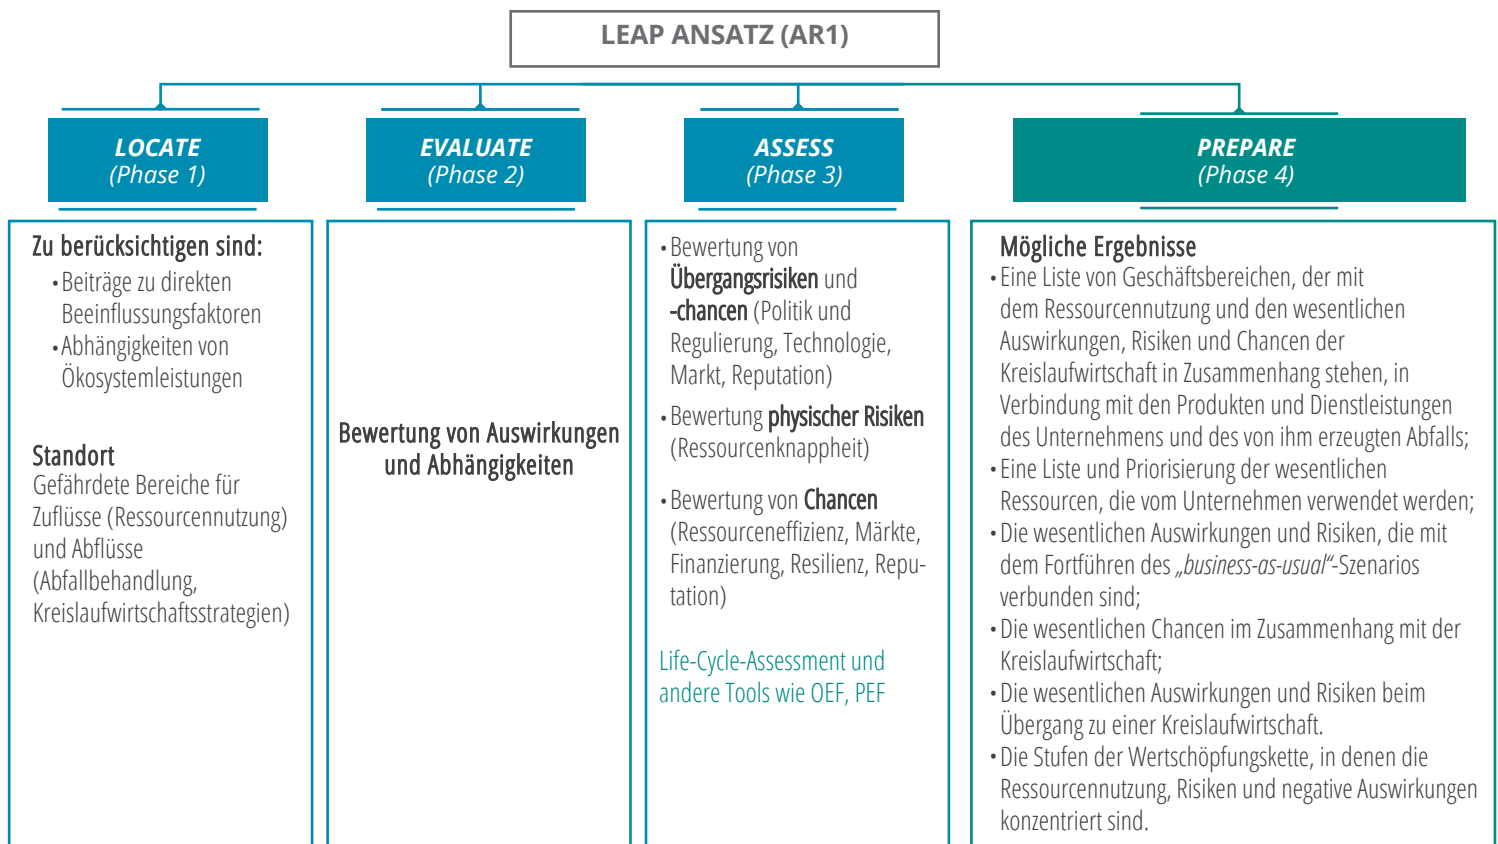 LEAP ANSATZ (AR1)
LOCATE
(Phase 1)
Zu berücksichtigen sind:
• Beiträge zu direkten
Beeinflussungsfaktoren
• Abhängigkeiten von
Ökosystemleistungen
Standort
Gefährdete Bereiche für
Zuflüsse (Ressourcennutzung)
und Abflüsse
(Abfallbehandlung,
Kreislaufwirtschaftsstrategien)
EVALUATE
(Phase 2)
Bewertung von Auswirkungen
und Abhängigkeiten
ASSESS
(Phase 3)
• Bewertung von
Übergangsrisiken und
-chancen (Politik und
Regulierung, Technologie,
Markt, Reputation)
• Bewertung physischer Risiken
(Ressourcenknappheit)
• Bewertung von Chancen
(Ressourceneffizienz, Märkte,
Finanzierung, Resilienz, Repu-
tation)
Life-Cycle-Assessment und
andere Tools wie OEF, PEF
PREPARE
(Phase 4)
Mögliche Ergebnisse
• Eine Liste von Geschäftsbereichen, der mit
dem Ressourcennutzung und den wesentlichen
Auswirkungen, Risiken und Chancen der
Kreislaufwirtschaft in Zusammenhang stehen, in
Verbindung mit den Produkten und Dienstleistungen
des Unternehmens und des von ihm erzeugten Abfalls;
• Eine Liste und Priorisierung der wesentlichen
Ressourcen, die vom Unternehmen verwendet werden;
• Die wesentlichen Auswirkungen und Risiken, die mit
dem Fortführen des „business-as-usual“-Szenarios
verbunden sind;
• Die wesentlichen Chancen im Zusammenhang mit der
Kreislaufwirtschaft;
• Die wesentlichen Auswirkungen und Risiken beim
Übergang zu einer Kreislaufwirtschaft.
• Die Stufen der Wertschöpfungskette, in denen die
Ressourcennutzung, Risiken und negative Auswirkungen
konzentriert sind.